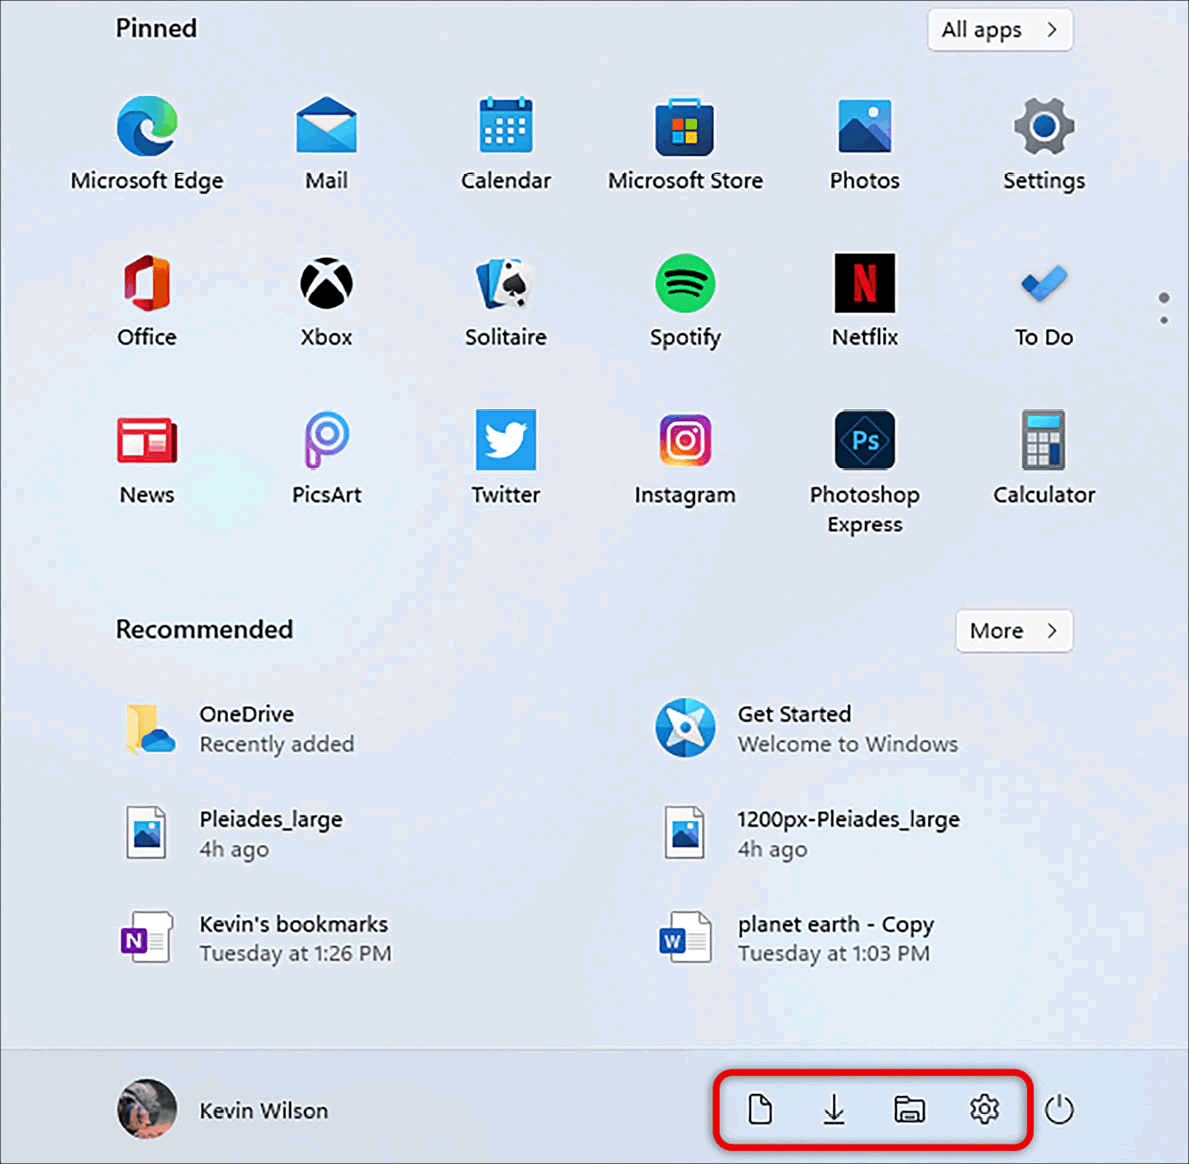 Pinned
All apps
Microsoft Edge
Mail
Calendar
Microsoft Store
Photos
Settings
Office
Xbox
Solitaire
Spotify
Netflix
To Do
News
PicsArt
Twitter
Instagram
Ps
Photoshop
Express
Calculator
Recommended
More
OneDrive
Recently added
Get Started
Welcome to Windows
Pleiades_large
4h ago
1200px-Pleiades_large
4h ago
N
Kevin's bookmarks
Tuesday at 1:26 PM
W
planet earth - Copy
Tuesday at 1:03 PM
Kevin Wilson